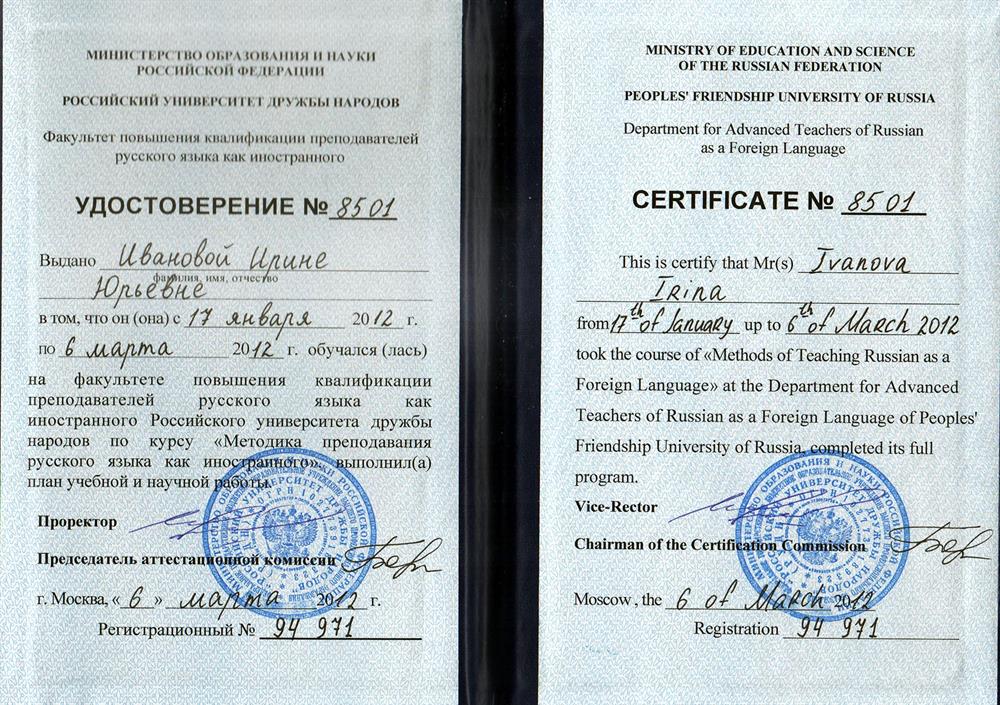 МИНИСТЕРСТВО ОБРАЗОВАНИЯ И НАУКИ
РОССИЙСКОЙ ФЕДЕРАЦИИ
РОССИЙСКИЙ УНИВЕРСИТЕТ ДРУЖБЫ НАРОДОВ
Факультет повышения квалификации преподавателей
русского языка как иностранного
УДОСТОВЕРЕНИЕ № 8501
Выдано Ивановой Ирине
фамилия, имя, отчество
Юрьевне
в том, что он (она) с 17 января 2012 г.
по 6 марта 2012 г. обучался (лась)
на факультете повышения квалификации
преподавателей русского языка как
иностранного Российского университета дружбы
народов по курсу «Методика преподавания
русского языка как иностранного» выполнил(а)
план учебной и научной работы.
Проректор
Председатель аттестационной комиссии
г. Москва, « 6 » марта 2012 г.
Регистрационный № 94 971
MINISTRY OF EDUCATION AND SCIENCE
OF THE RUSSIAN FEDERATION
PEOPLES' FRIENDSHIP UNIVERSITY OF RUSSIA
Department for Advanced Teachers of Russian
as a Foreign Language
CERTIFICATE № 8501
This is certify that Mr(s) Ivanova
Irina
from 17th of January up to 6th of March 2012
took the course of «Methods of Teaching Russian as a
Foreign Language» at the Department for Advanced
Teachers of Russian as a Foreign Language of Peoples'
Friendship University of Russia, completed its full
program.
Vice-Rector
Chairman of the Certification Commission
Moscow , the 6 of March 2012
Registration 94 971